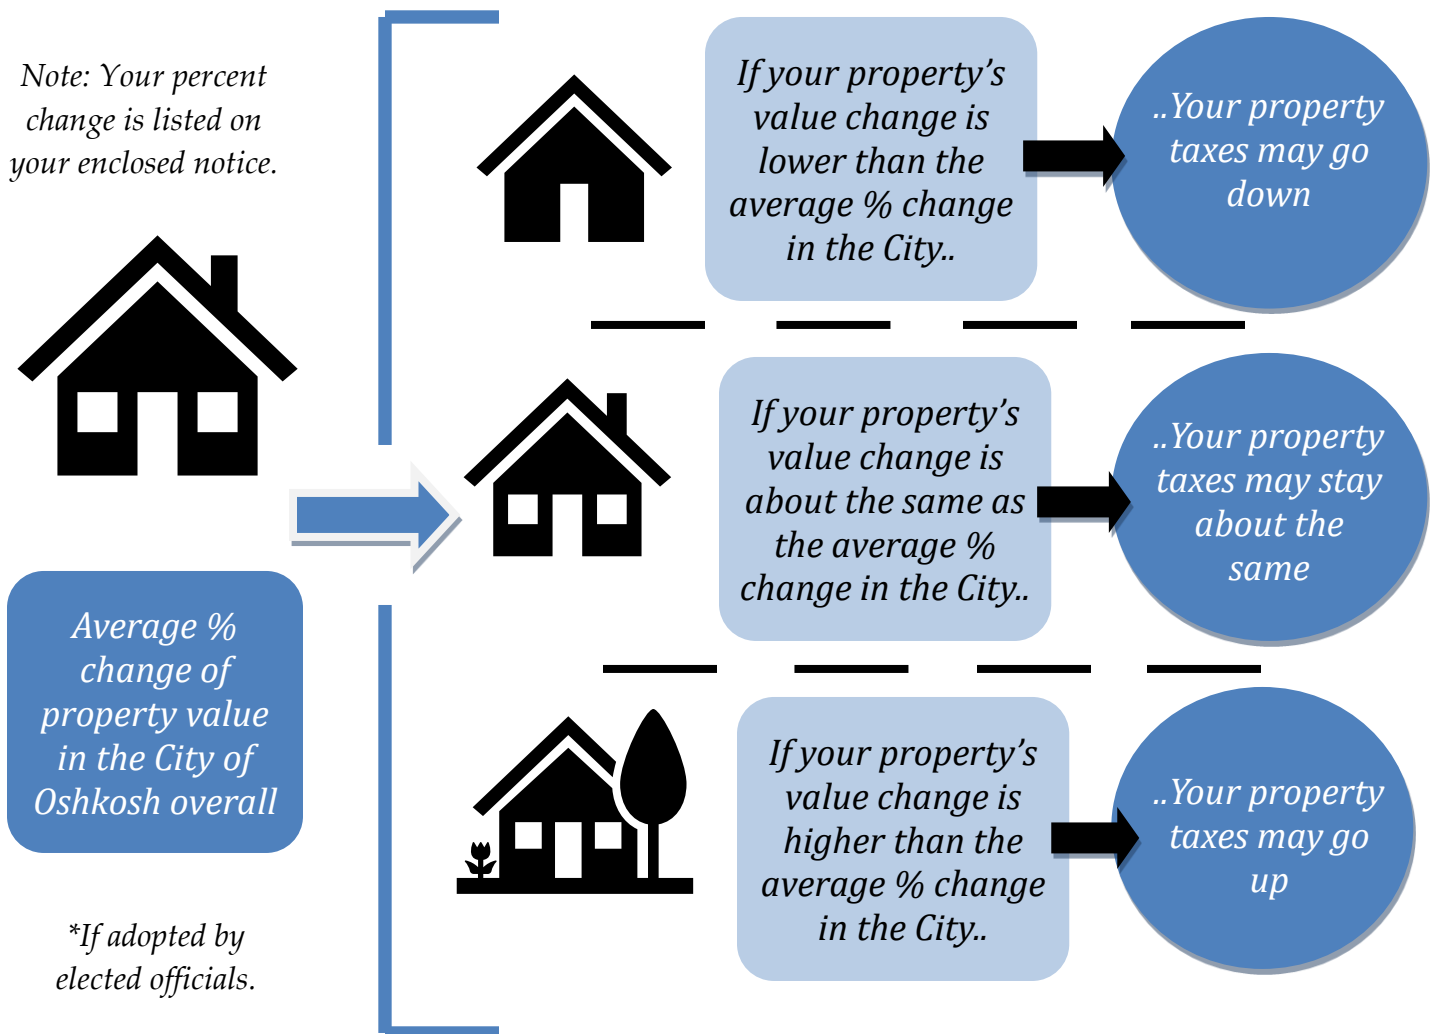 Note: Your percent
change is listed on
your enclosed notice.
Average %
change of
property value
in the City of
Oshkosh overall
*If adopted by
elected officials.
If your property's
value change is
lower than the
average % change
in the City..
..Your property
taxes may go
down
If your property's
value change is
about the same as
the average %
change in the City..
..Your property
taxes may stay
about the
same
If your property's
value change is
higher than the
average % change
in the City..
..Your property
taxes may go
up